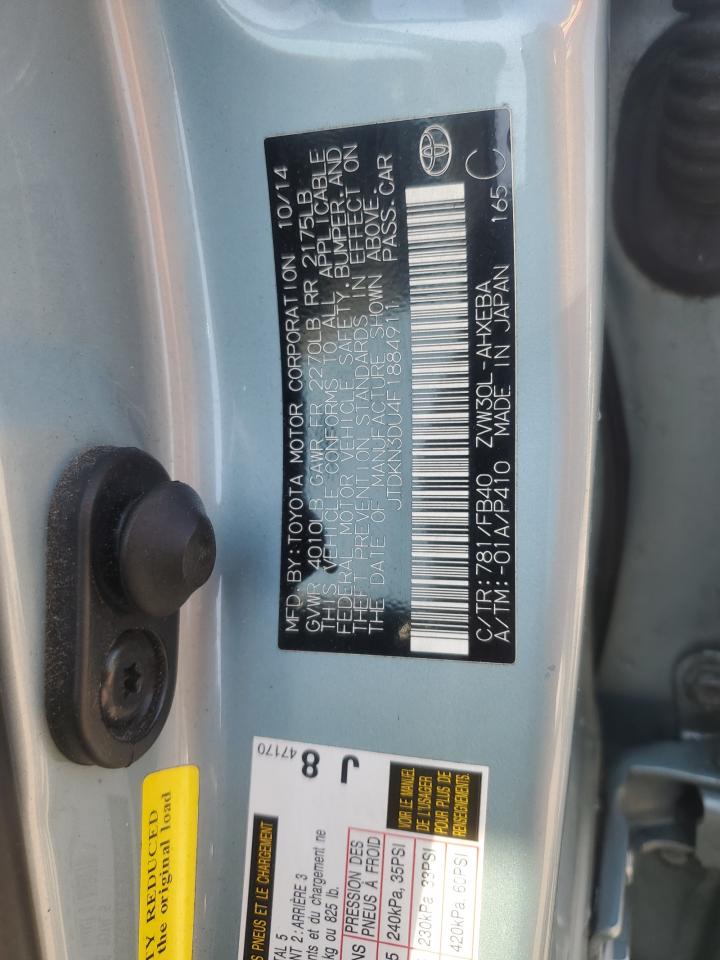 MFD. BY: TOYOTA MOTOR CORPORATION 10/14
GVWR 4010L GAWR FR 2270LB RR 2175LB
THIS VEHICLE CONFORMS TO ALL APPLICABLE
FEDERAL MOTOR VEHICLE SAFETY, BUMPER, AND
THEFT PREVENTION STANDARDS IN EFFECT ON
THE DATE OF MANUFACTURE SHOWN ABOVE.
JTDKN3DU4F1884911 PASS. CAR
C/TR: 781/FB40 ZVW30L-AHXEBA
A/TM: -01A/P410 MADE IN JAPAN 165 C
TY REDUCED
the original load
47170
8
J
PNEUS ET LE CHARGEMENT
TAL 5
NT 2: ARRIÈRE 3
nts et du chargement ne
kg ou 825 lb.
PRESSION DES
PNEUS À FROID
240kPa, 35PSI
230kPa, 33PSI
420kPa, 60PSI
VOIR LE MANUEL
DE L'USAGER
POUR PLUS DE
RENSEIGNEMENTS.